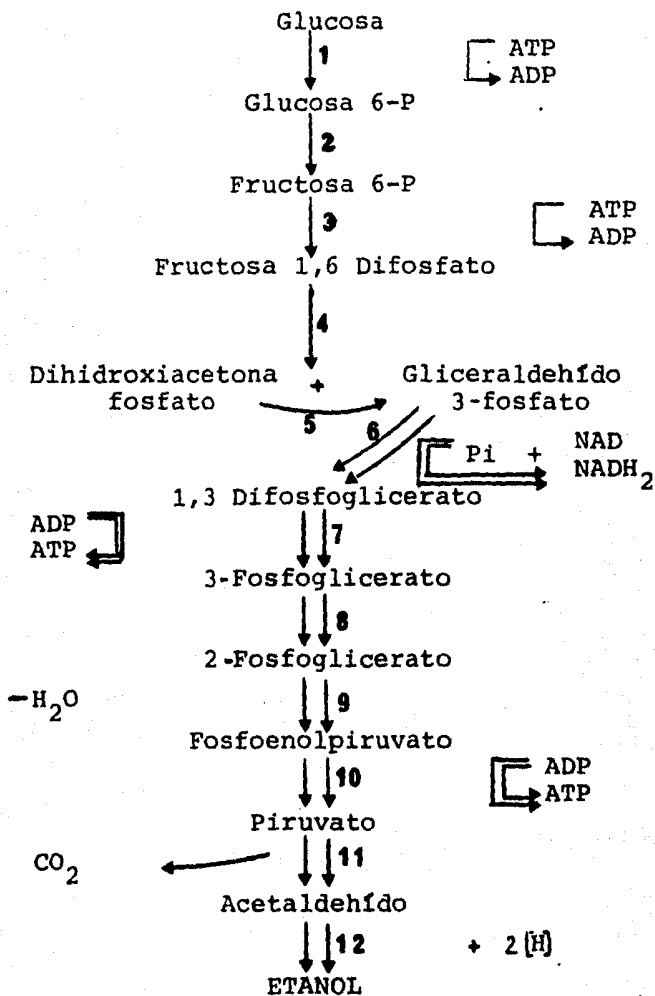 Glucosa
1
ATP
ADP
Glucosa 6-P
2
Fructosa 6-P
3
ATP
ADP
Fructosa 1,6 Difosfato
4
Dihidroxiacetona + Gliceraldehído
fosfato 3-fosfato
5
6
Pi + NAD
NADH2
1,3 Difosfoglicerato
ADP
ATP
7
3-Fosfoglicerato
8
2-Fosfoglicerato
-H2O
9
Fosfoenolpiruvato
10
ADP
ATP
Piruvato
CO2
11
Acetaldehído
12
+ 2(H)
ETANOL